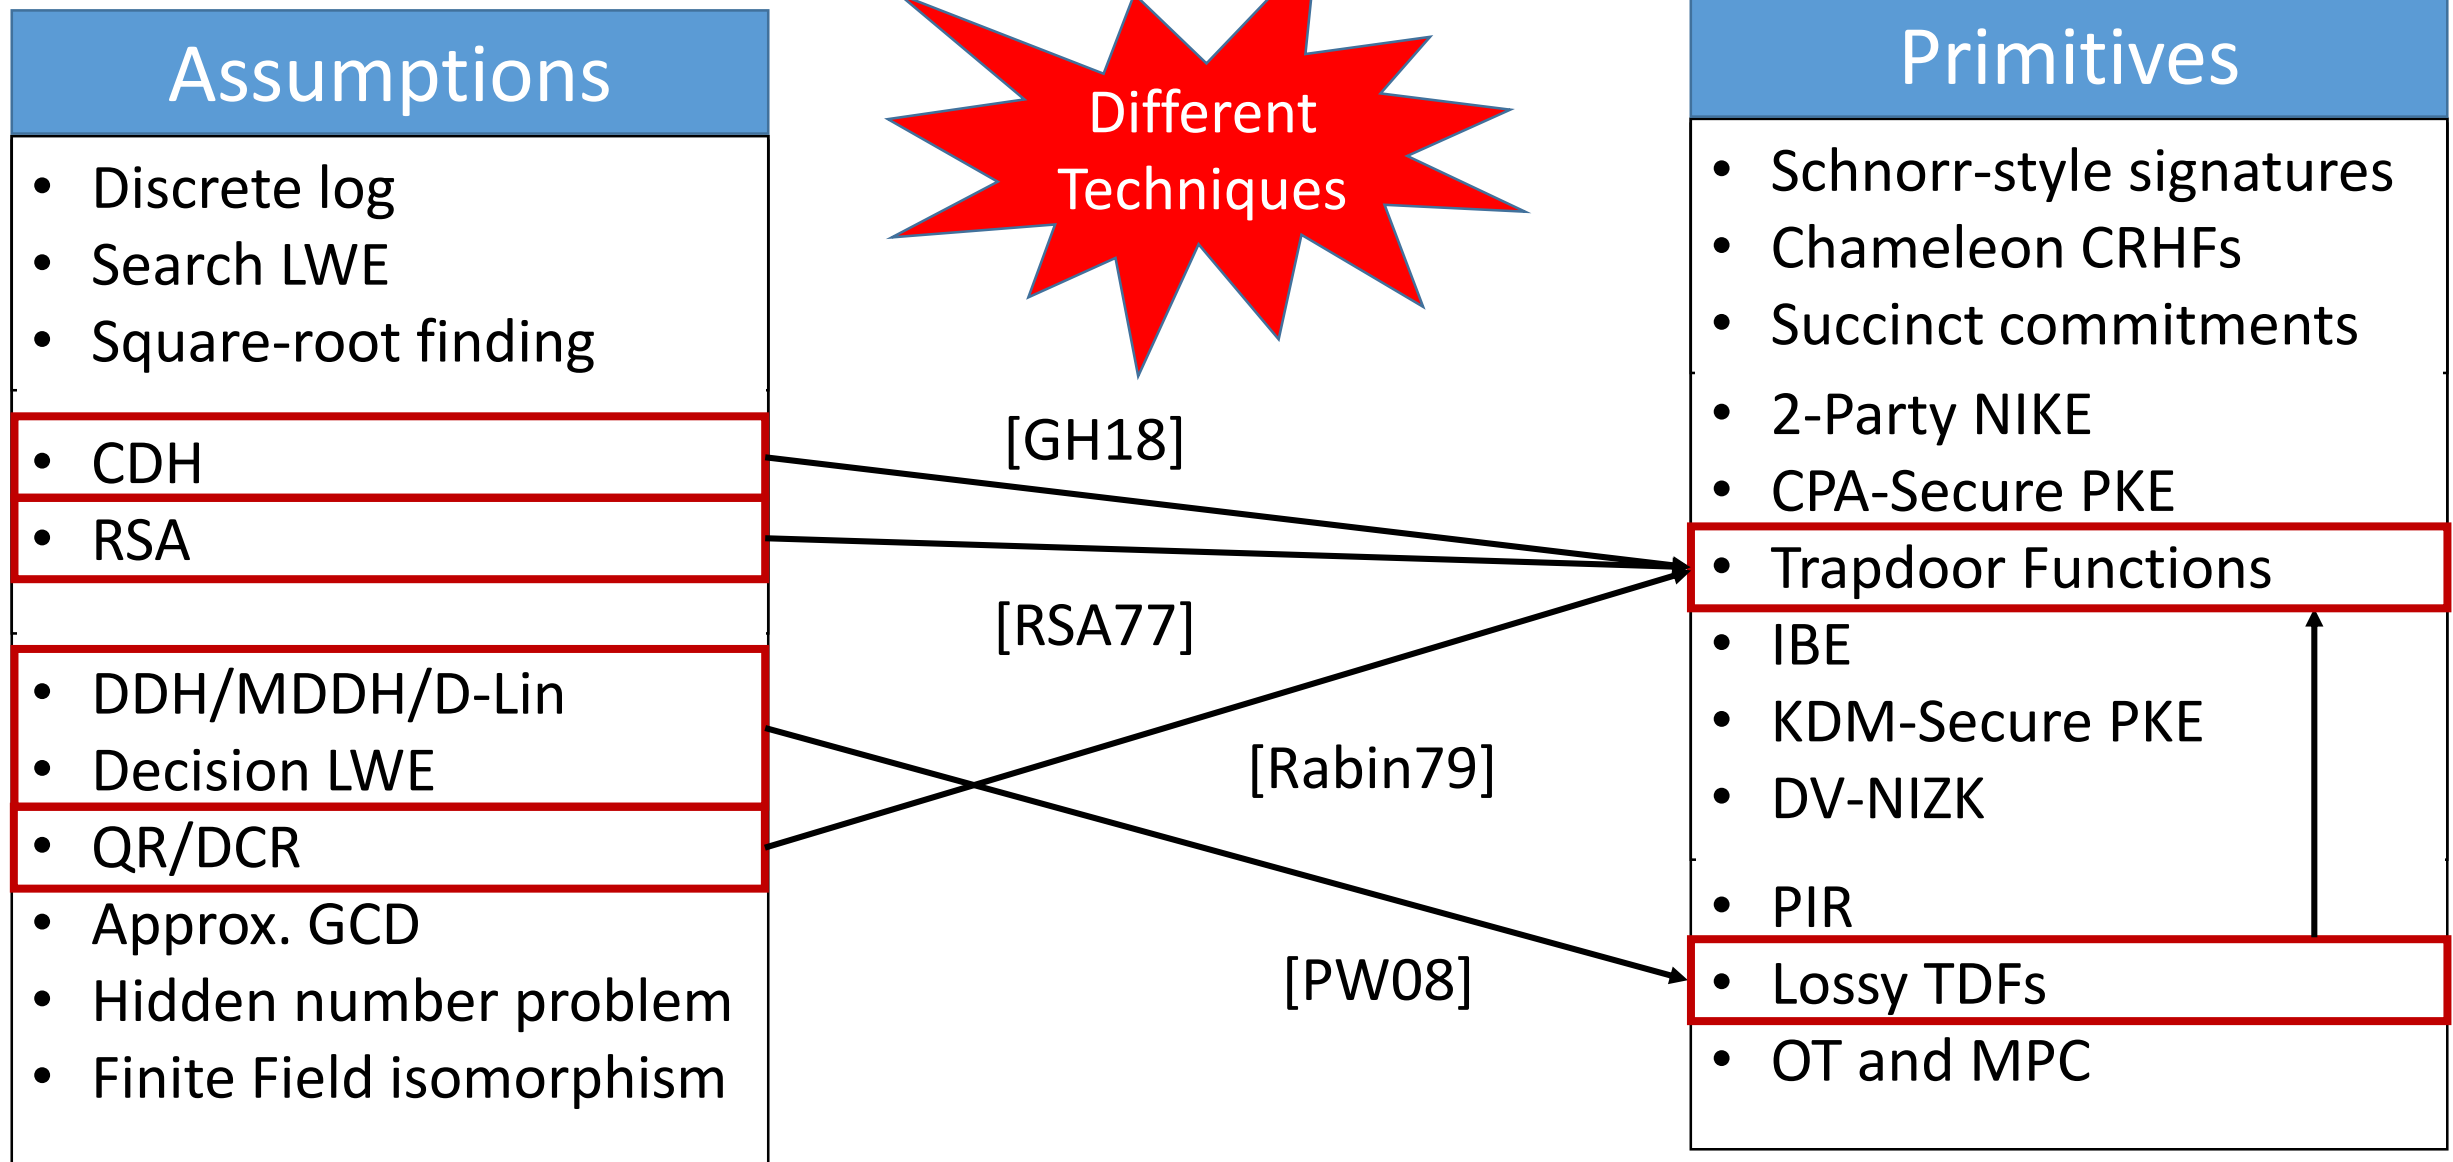 Assumptions
• Discrete log
• Search LWE
• Square-root finding
• CDH
• RSA
• DDH/MDDH/D-Lin
• Decision LWE
• QR/DCR
• Approx. GCD
• Hidden number problem
• Finite Field isomorphism
Different
Techniques
[GH18]
[RSA77]
[Rabin79]
[PW08]
Primitives
• Schnorr-style signatures
• Chameleon CRHFs
• Succinct commitments
• 2-Party NIKE
• CPA-Secure PKE
• Trapdoor Functions
• IBE
• KDM-Secure PKE
• DV-NIZK
• PIR
• Lossy TDFs
• OT and MPC